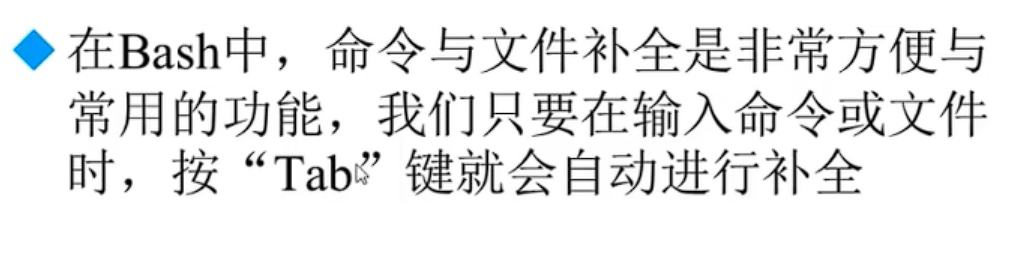 在Bash中，命令与文件补全是非常方便与
常用的功能，我们只要在输入命令或文件
时，按“Tab”键就会自动进行补全